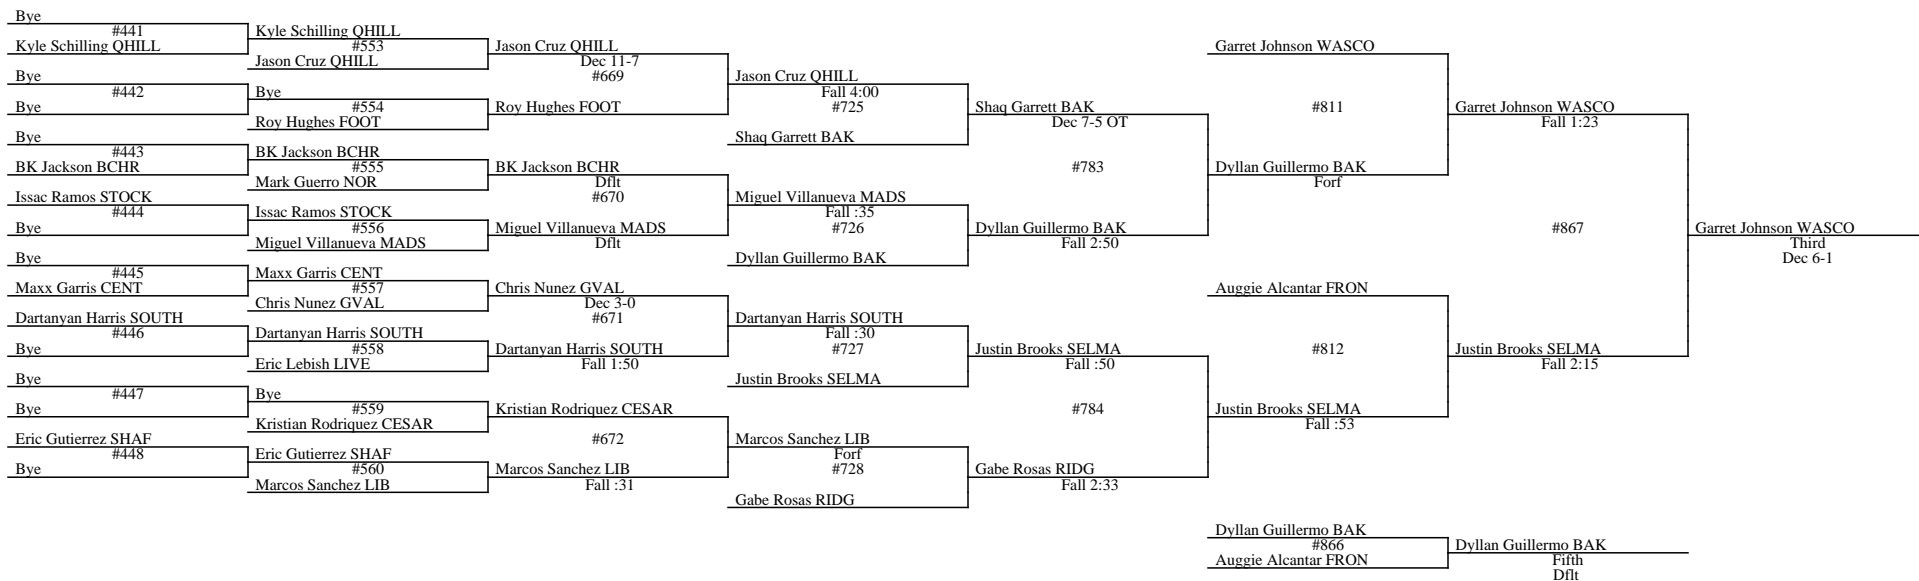 Bye
#441
Kyle Schilling QHILL
Bye
#442
Bye
Bye
#443
BK Jackson BCHR
Issac Ramos STOCK
#444
Bye
Bye
#445
Maxx Garris CENT
Dartanyan Harris SOUTH
#446
Bye
Bye
#447
Bye
Eric Gutierrez SHAF
#448
Bye
Kyle Schilling QHILL
#553
Jason Cruz QHILL
Bye
#554
Roy Hughes FOOT
BK Jackson BCHR
#555
Mark Guerro NOR
Issac Ramos STOCK
#556
Miguel Villanueva MADS
Maxx Garris CENT
#557
Chris Nunez GVAL
Dartanyan Harris SOUTH
#558
Eric Lebish LIVE
Bye
#559
Kristian Rodriquez CESAR
Eric Gutierrez SHAF
#560
Marcos Sanchez LIB
Jason Cruz QHILL
Dec 11-7
#669
Roy Hughes FOOT
BK Jackson BCHR
Dflt
#670
Miguel Villanueva MADS
Dflt
Chris Nunez GVAL
Dec 3-0
#671
Dartanyan Harris SOUTH
Fall 1:50
Kristian Rodriquez CESAR
#672
Marcos Sanchez LIB
Fall :31
Jason Cruz QHILL
Fall 4:00
#725
Shaq Garrett BAK
Miguel Villanueva MADS
Fall :35
#726
Dyllan Guillermo BAK
Dartanyan Harris SOUTH
Fall :30
#727
Justin Brooks SELMA
Marcos Sanchez LIB
Forf
#728
Gabe Rosas RIDG
Shaq Garrett BAK
Dec 7-5 OT
#783
Dyllan Guillermo BAK
Fall 2:50
Justin Brooks SELMA
Fall :50
#784
Gabe Rosas RIDG
Fall 2:33
Garret Johnson WASCO
#811
Dyllan Guillermo BAK
Forf
Auggie Alcantar FRON
#812
Justin Brooks SELMA
Fall :53
Garret Johnson WASCO
Fall 1:23
#867
Justin Brooks SELMA
Fall 2:15
Garret Johnson WASCO
Third
Dec 6-1
Dyllan Guillermo BAK
#866
Auggie Alcantar FRON
Dyllan Guillermo BAK
Fifth
Dflt